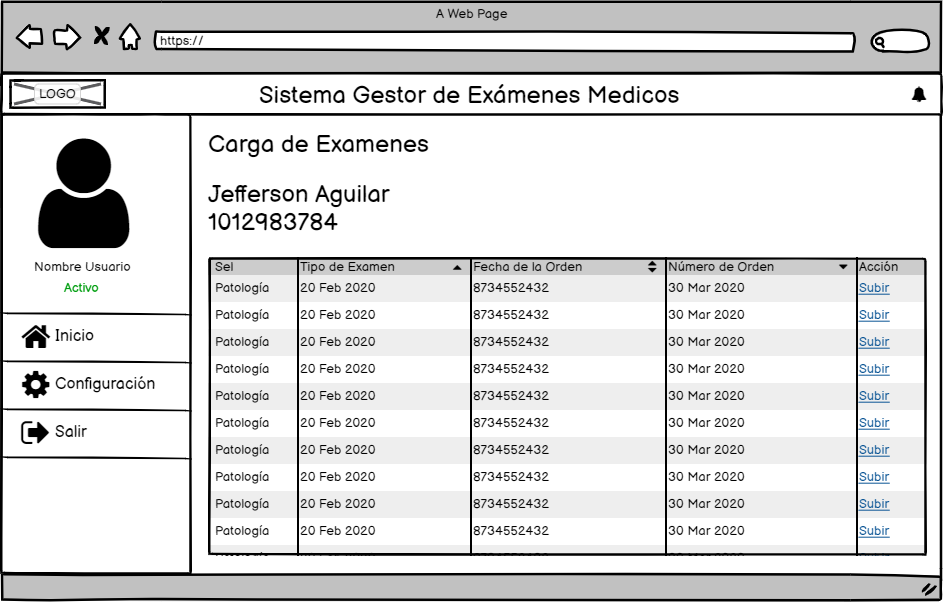 A Web Page
https://
LOGO
Sistema Gestor de Exámenes Medicos
Nombre Usuario
Activo
Inicio
Configuración
Salir
Carga de Examenes
Jefferson Aguilar
1012983784
Sel Tipo de Examen Fecha de la Orden Número de Orden Acción
Patología 20 Feb 2020 8734552432 30 Mar 2020 Subir
Patología 20 Feb 2020 8734552432 30 Mar 2020 Subir
Patología 20 Feb 2020 8734552432 30 Mar 2020 Subir
Patología 20 Feb 2020 8734552432 30 Mar 2020 Subir
Patología 20 Feb 2020 8734552432 30 Mar 2020 Subir
Patología 20 Feb 2020 8734552432 30 Mar 2020 Subir
Patología 20 Feb 2020 8734552432 30 Mar 2020 Subir
Patología 20 Feb 2020 8734552432 30 Mar 2020 Subir
Patología 20 Feb 2020 8734552432 30 Mar 2020 Subir
Patología 20 Feb 2020 8734552432 30 Mar 2020 Subir